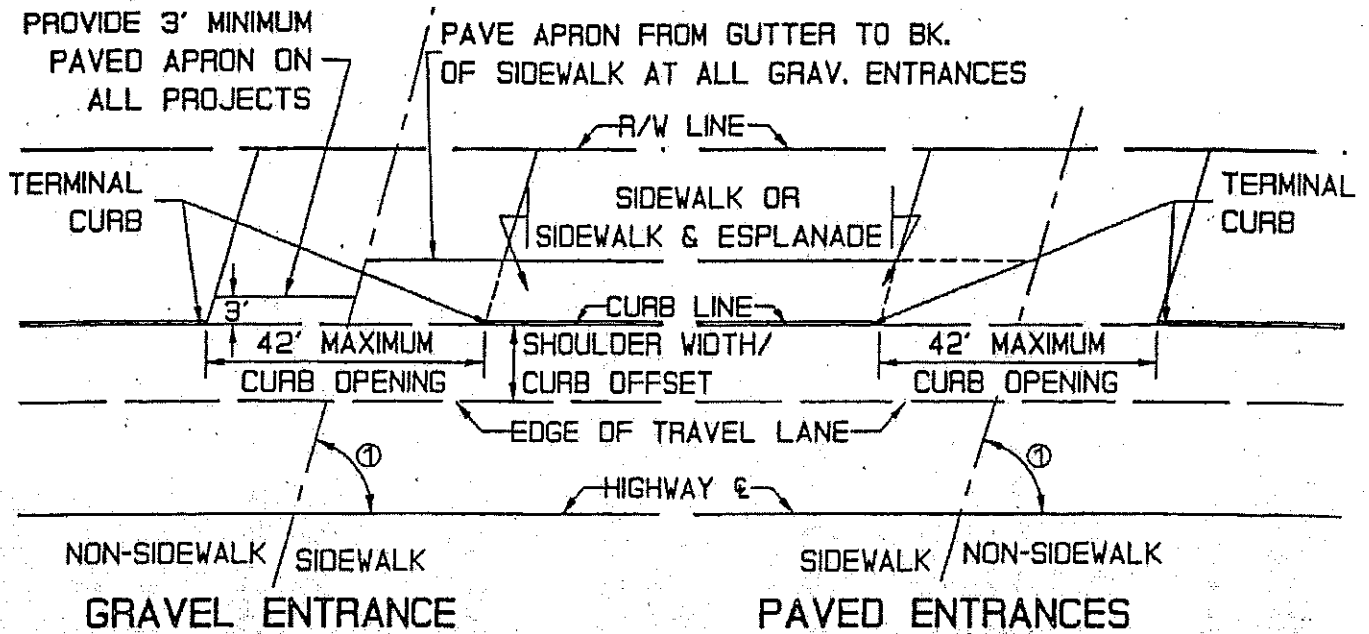 PROVIDE 3' MINIMUM
PAVED APRON ON
ALL PROJECTS
PAVE APRON FROM GUTTER TO BK.
OF SIDEWALK AT ALL GRAV. ENTRANCES
R/W LINE
TERMINAL
CURB
SIDEWALK OR
SIDEWALK & ESPLANADE
TERMINAL
CURB
3'
CURB LINE
42' MAXIMUM
CURB OPENING
SHOULDER WIDTH/
CURB OFFSET
42' MAXIMUM
CURB OPENING
EDGE OF TRAVEL LANE
①
①
HIGHWAY ℄
NON-SIDEWALK
SIDEWALK
SIDEWALK
NON-SIDEWALK
GRAVEL ENTRANCE
PAVED ENTRANCES